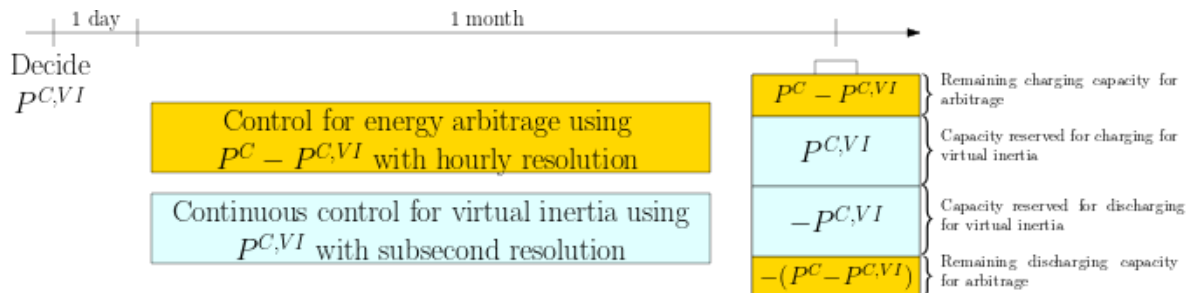 1 day
1 month
Decide
P^{C,VI}
Control for energy arbitrage using
P^C − P^{C,VI} with hourly resolution
Continuous control for virtual inertia using
P^{C,VI} with subsecond resolution
P^C − P^{C,VI}
Remaining charging capacity for
arbitrage
P^{C,VI}
Capacity reserved for charging for
virtual inertia
−P^{C,VI}
Capacity reserved for discharging
for virtual inertia
−(P^C−P^{C,VI})
Remaining discharging capacity
for arbitrage